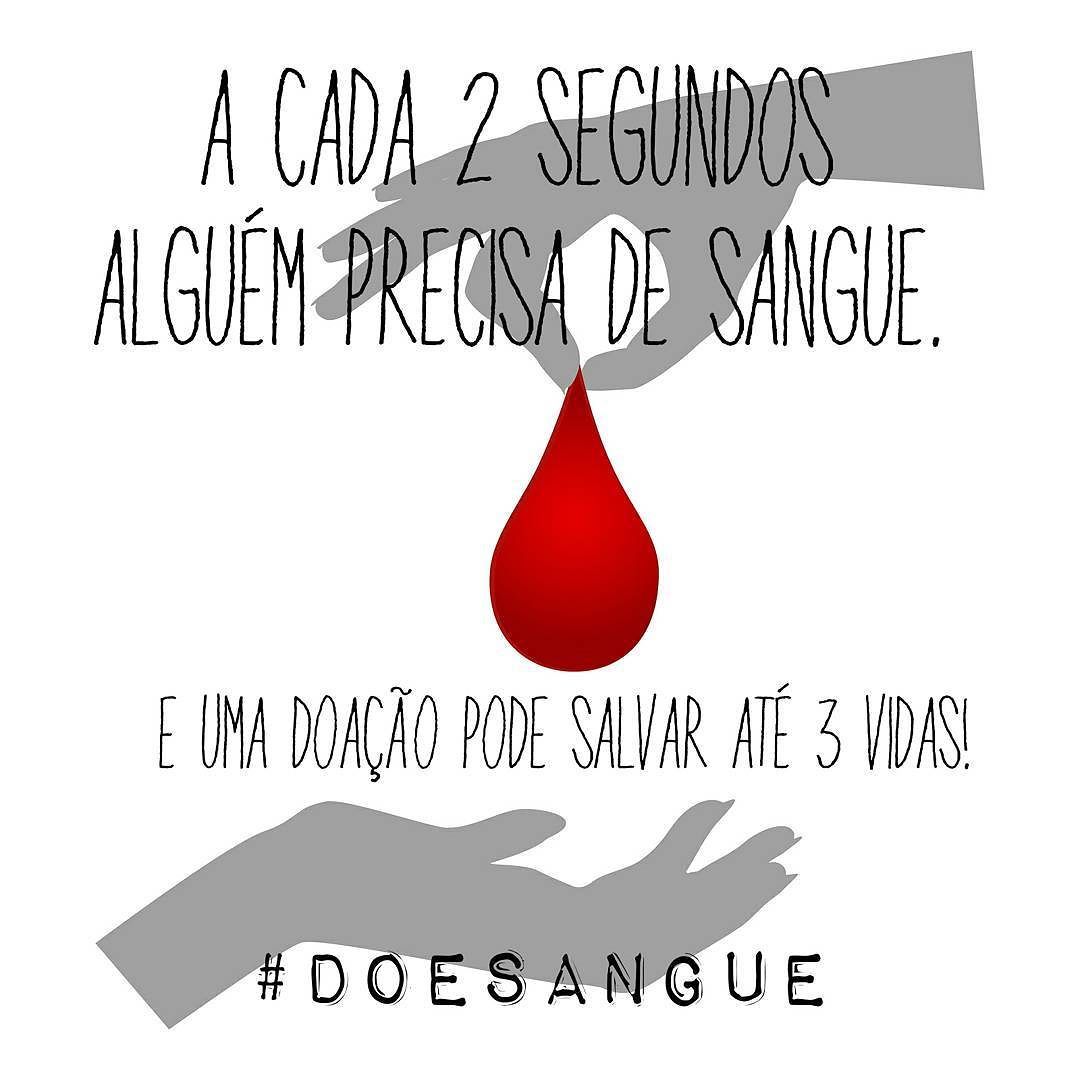 A CADA 2 SEGUNDOS
ALGUÉM PRECISA DE SANGUE.
E UMA DOAÇÃO PODE SALVAR ATÉ 3 VIDAS!
#DOESANGUE